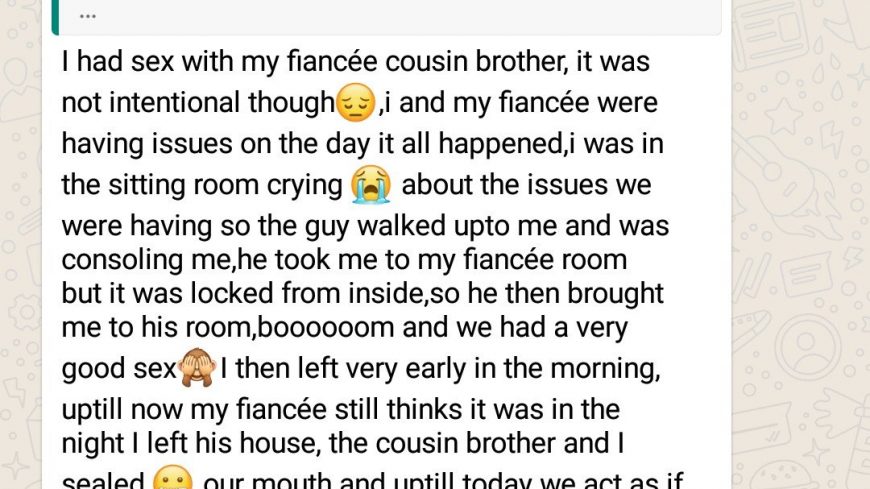 ...
I had sex with my fiancée cousin brother, it was
not intentional though😔,i and my fiancée were
having issues on the day it all happened,i was in
the sitting room crying 😭 about the issues we
were having so the guy walked upto me and was
consoling me,he took me to my fiancée room
but it was locked from inside,so he then brought
me to his room,boooooom and we had a very
good sex🙈I then left very early in the morning,
uptill now my fiancée still thinks it was in the
night I left his house, the cousin brother and I
sealed 🙂 our mouth and uptill today we act as if